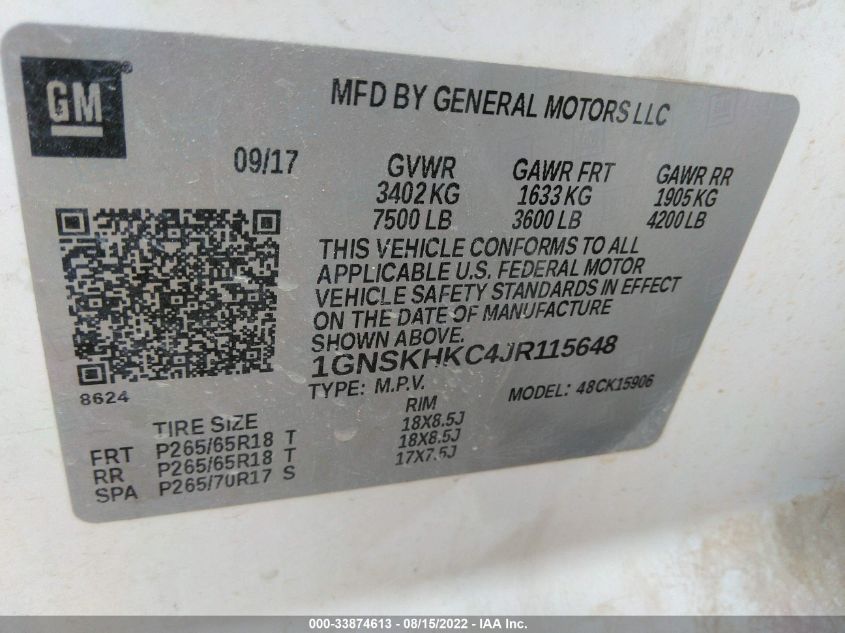 GM
MFD BY GENERAL MOTORS LLC
09/17 GVWR GAWR FRT GAWR RR
3402 KG 1633 KG 1905 KG
7500 LB 3600 LB 4200 LB
THIS VEHICLE CONFORMS TO ALL
APPLICABLE U.S. FEDERAL MOTOR
VEHICLE SAFETY STANDARDS IN EFFECT
ON THE DATE OF MANUFACTURE
SHOWN ABOVE.
1GNSKHKC4JR115648
8624 TYPE: M.P.V. MODEL: 48CK15906
TIRE SIZE RIM
FRT P265/65R18 T 18X8.5J
RR P265/65R18 T 18X8.5J
SPA P265/70R17 S 17X7.5J
000-33874613 - 08/15/2022 - IAA Inc.